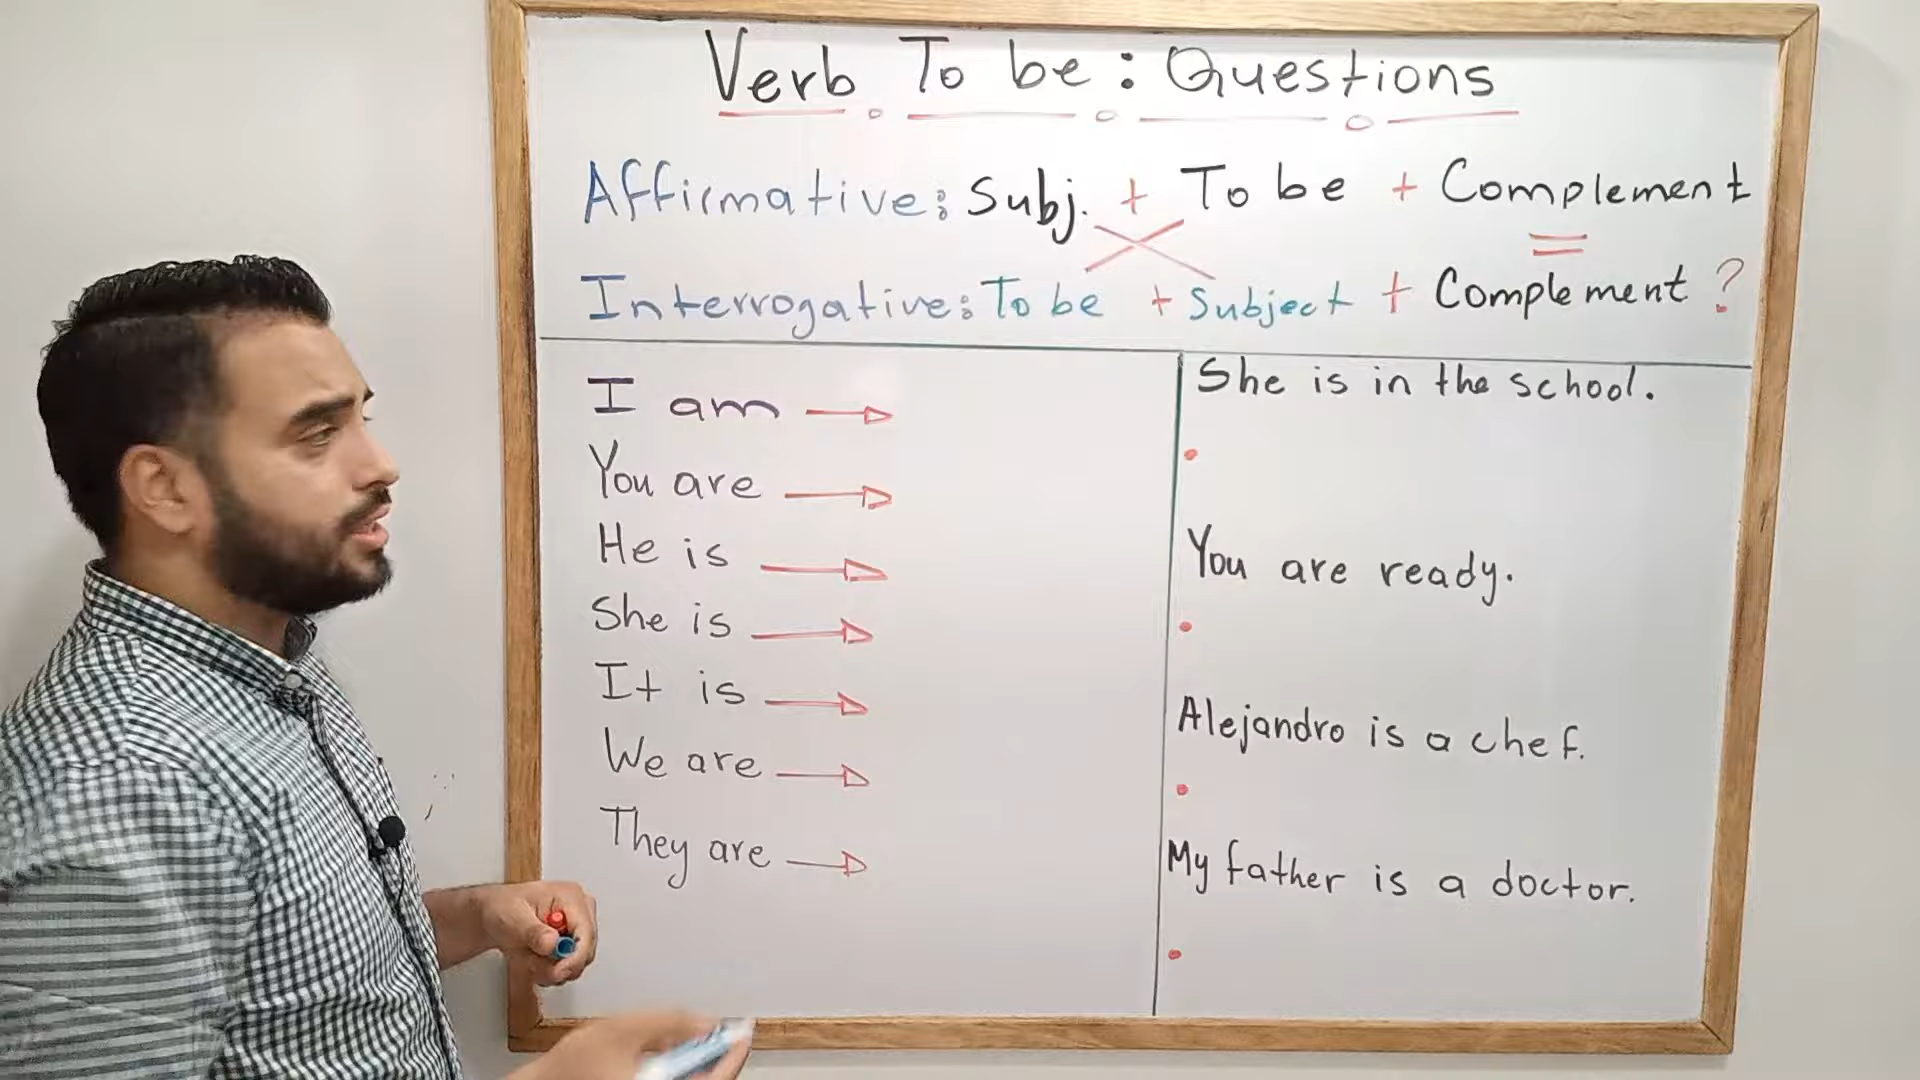 Verb To be: Questions
Affirmative: Subj. + To be + Complement
=
Interrogative: To be + Subject + Complement ?
I am
You are
He is
She is
It is
We are
They are
She is in the school.
You are ready.
Alejandro is a chef.
My father is a doctor.